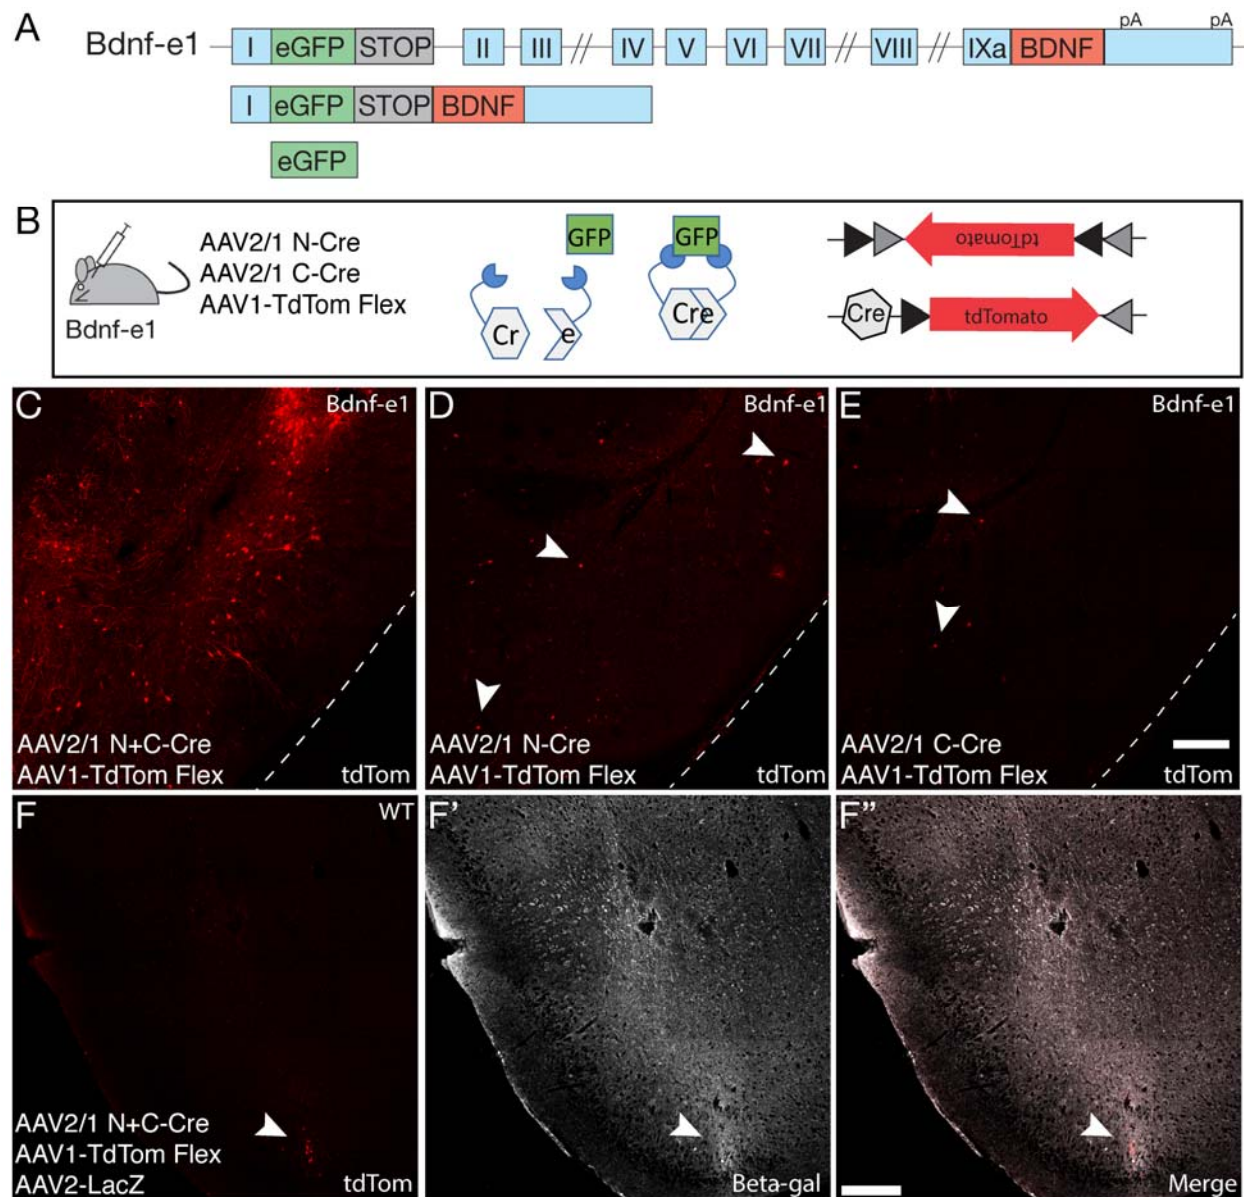 A
pA pA
Bdnf-e1 I eGFP STOP II III // IV V VI VII // VIII // IXa BDNF
I eGFP STOP BDNF
eGFP
B
AAV2/1 N-Cre
AAV2/1 C-Cre
AAV1-TdTom Flex
Bdnf-e1
GFP GFP
Cr e Cre
tdTomato
Cre tdTomato
C Bdnf-e1
AAV2/1 N+C-Cre
AAV1-TdTom Flex tdTom
D Bdnf-e1
AAV2/1 N-Cre
AAV1-TdTom Flex tdTom
E Bdnf-e1
AAV2/1 C-Cre
AAV1-TdTom Flex tdTom
F WT
AAV2/1 N+C-Cre
AAV1-TdTom Flex
AAV2-LacZ tdTom
F'
Beta-gal
F"
Merge